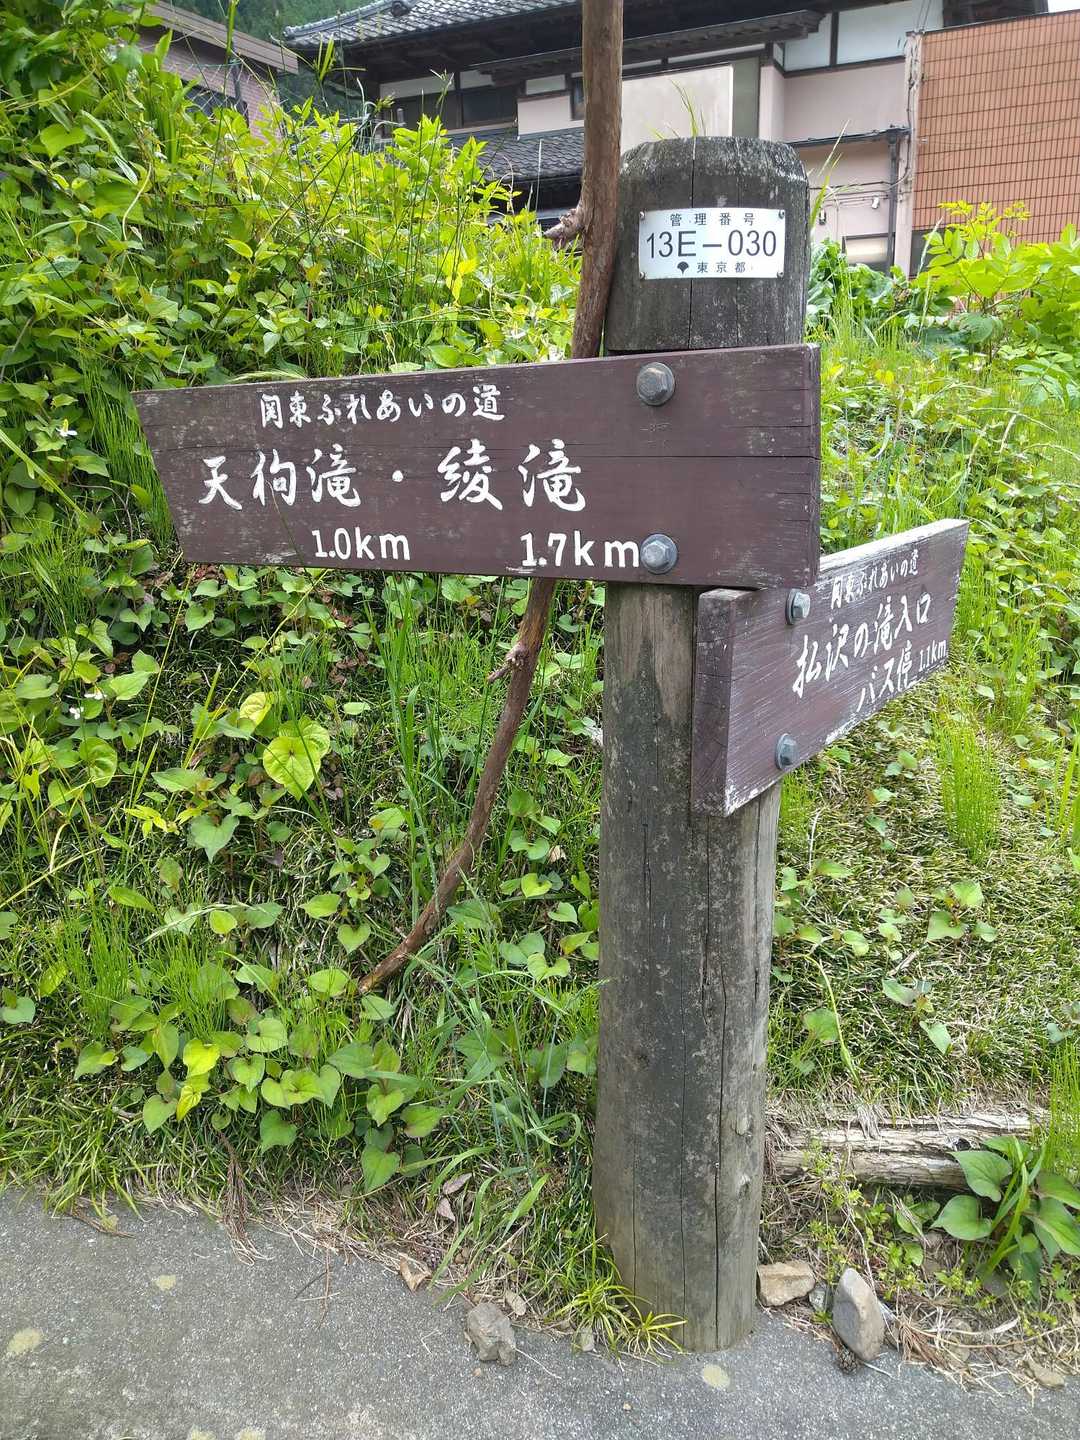 管理番号
13E-030
東京都
関東ふれあいの道
天狗滝・綾滝
1.0km 1.7km
関東ふれあいの道
払沢の滝入口
バス停 1.1km